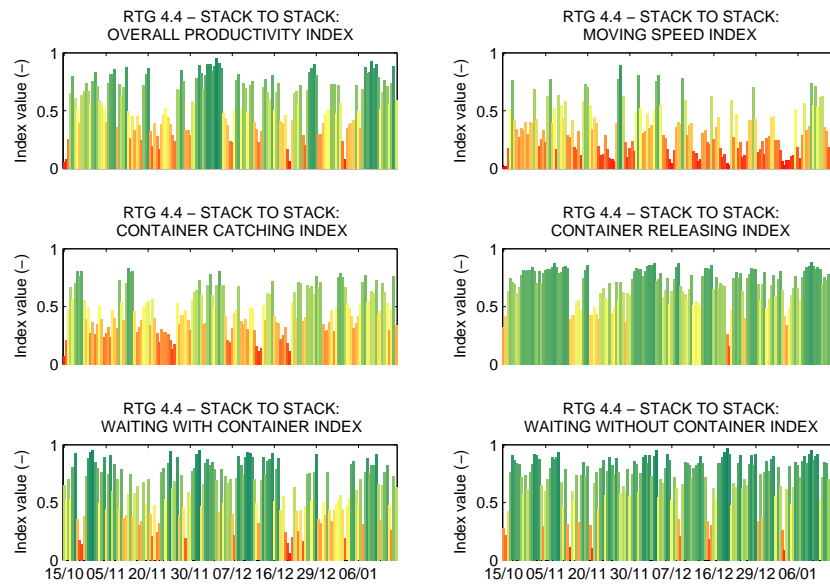 RTG 4.4 − STACK TO STACK:
OVERALL PRODUCTIVITY INDEX
Index value (−)
1
0.5
0
RTG 4.4 − STACK TO STACK:
MOVING SPEED INDEX
Index value (−)
1
0.5
0
RTG 4.4 − STACK TO STACK:
CONTAINER CATCHING INDEX
Index value (−)
1
0.5
0
RTG 4.4 − STACK TO STACK:
CONTAINER RELEASING INDEX
Index value (−)
1
0.5
0
RTG 4.4 − STACK TO STACK:
WAITING WITH CONTAINER INDEX
Index value (−)
1
0.5
0
15/10 05/11 20/11 30/11 07/12 16/12 29/12 06/01
RTG 4.4 − STACK TO STACK:
WAITING WITHOUT CONTAINER INDEX
Index value (−)
1
0.5
0
15/10 05/11 20/11 30/11 07/12 16/12 29/12 06/01